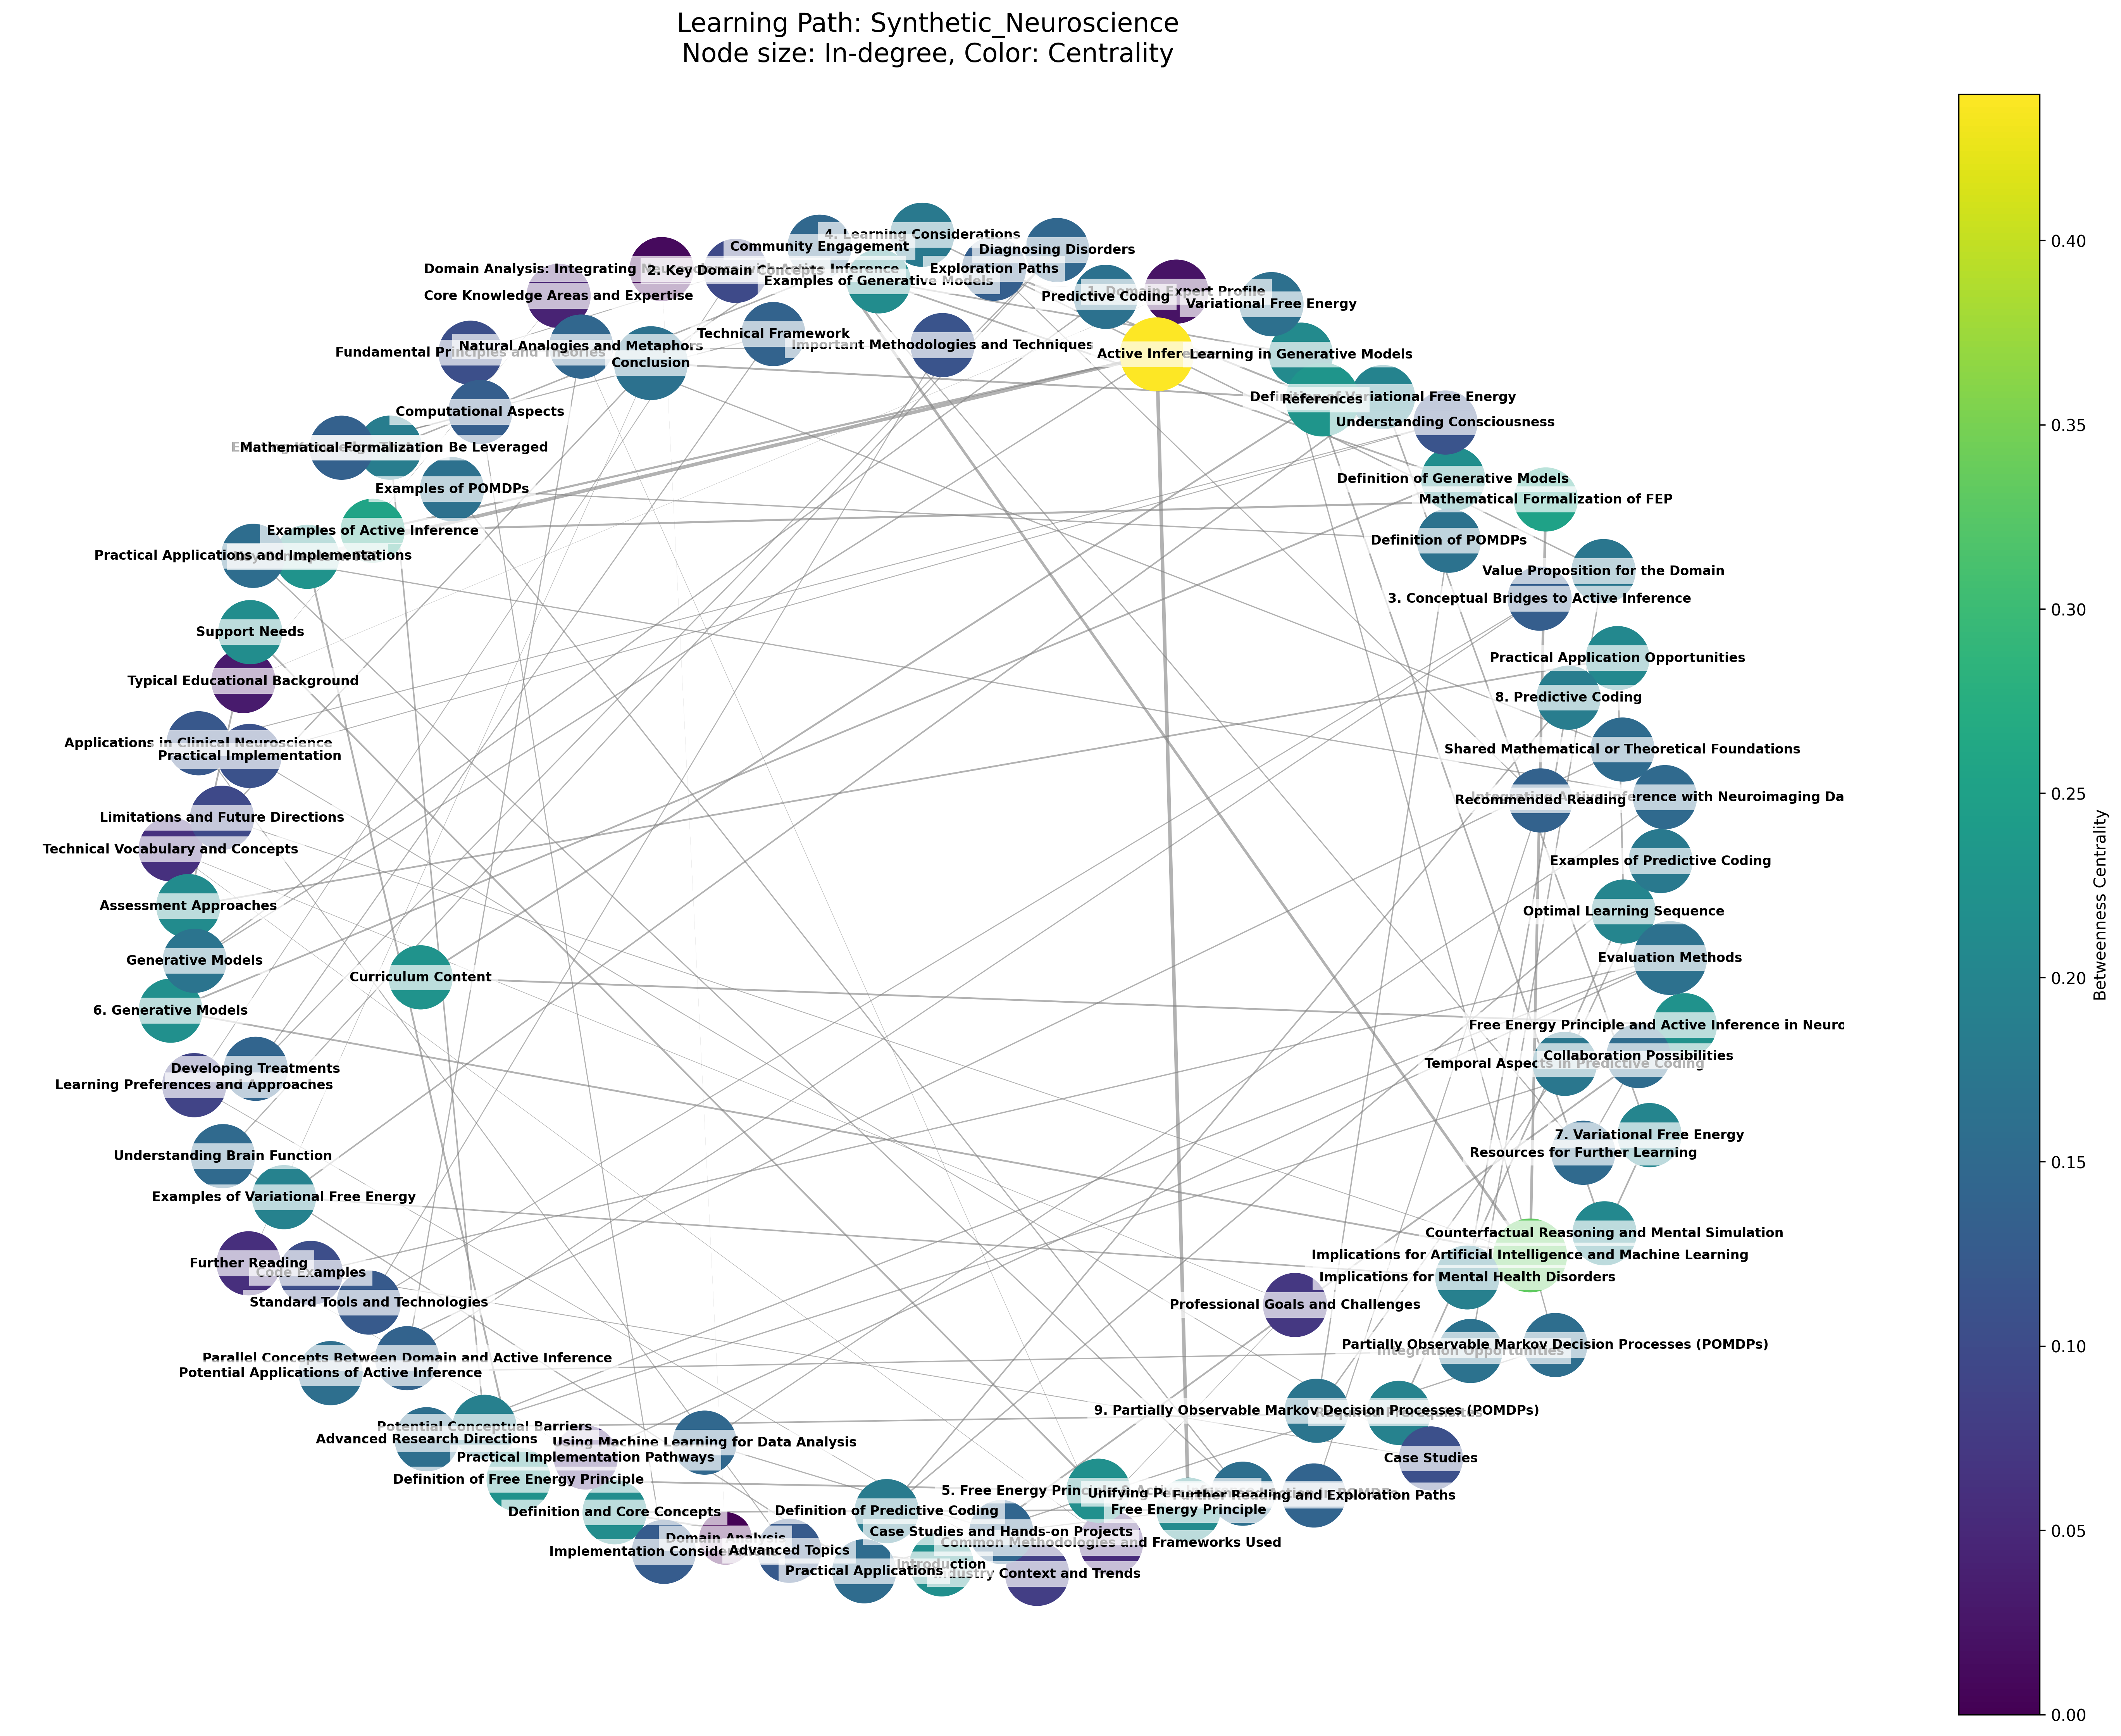 Learning Path: Synthetic_Neuroscience
Node size: In-degree, Color: Centrality
4. Learning Considerations
Community Engagement
Diagnosing Disorders
Domain Analysis: Integrating
Inference
2. Key Domain Concepts
Exploration Paths
Examples of Generative Models
1. Domain Expert Profile
Core Knowledge Areas and Expertise
Predictive Coding
Variational Free Energy
Technical Framework
Important Methodologies and Techniques
Natural Analogies and Metaphors
Fundamental Principles and Theories
Conclusion
Active Inference
Learning in Generative Models
Definition of Variational Free Energy
References
Computational Aspects
Understanding Consciousness
Mathematical Formalization
Be Leveraged
Definition of Generative Models
Examples of POMDPs
Mathematical Formalization of FEP
Examples of Active Inference
Definition of POMDPs
Practical Applications and Implementations
Value Proposition for the Domain
3. Conceptual Bridges to Active Inference
Support Needs
Practical Application Opportunities
Typical Educational Background
8. Predictive Coding
Applications in Clinical Neuroscience
Shared Mathematical or Theoretical Foundations
Practical Implementation
Integrating Active Inference with Neuroimaging Da
Recommended Reading
Limitations and Future Directions
Technical Vocabulary and Concepts
Examples of Predictive Coding
Assessment Approaches
Optimal Learning Sequence
Generative Models
Evaluation Methods
Curriculum Content
6. Generative Models
Free Energy Principle and Active Inference in Neuro
Collaboration Possibilities
Temporal Aspects in Predictive Coding
Developing Treatments
Learning Preferences and Approaches
7. Variational Free Energy
Understanding Brain Function
Resources for Further Learning
Examples of Variational Free Energy
Counterfactual Reasoning and Mental Simulation
Implications for Artificial Intelligence and Machine Learning
Further Reading
Code Examples
Implications for Mental Health Disorders
Standard Tools and Technologies
Professional Goals and Challenges
Partially Observable Markov Decision Processes (POMDPs)
Integration Opportunities
Parallel Concepts Between Domain and Active Inference
Potential Applications of Active Inference
9. Partially Observable Markov Decision Processes (POMDPs)
Required Prerequisites
Potential Conceptual Barriers
Advanced Research Directions
Using Machine Learning for Data Analysis
Practical Implementation Pathways
Case Studies
Definition of Free Energy Principle
5. Free Energy
Unifying
Further Reading and Exploration Paths
Definition and Core Concepts
Definition of Predictive Coding
Free Energy Principle
Case Studies and Hands-on Projects
Domain Analysis
Common Methodologies and Frameworks Used
Implementation
Advanced Topics
Introduction
Practical Applications
Industry Context and Trends
0.40
0.35
0.30
0.25
0.20
0.15
0.10
0.05
0.00
Betweenness Centrality